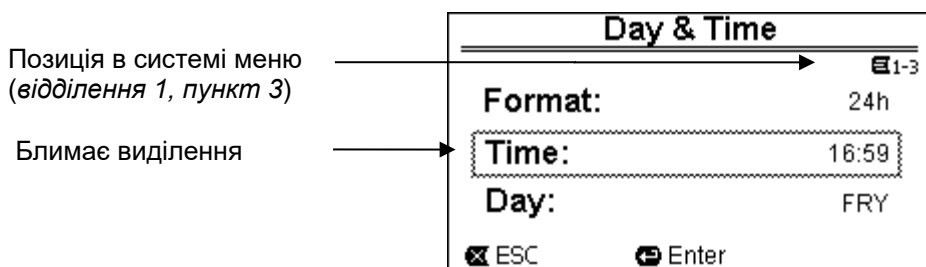 Day & Time
Позиція в системі меню
(відділення 1, пункт 3)
1-3
Format: 24h
Блимає виділення
Time: 16:59
Day: FRY
ESC Enter